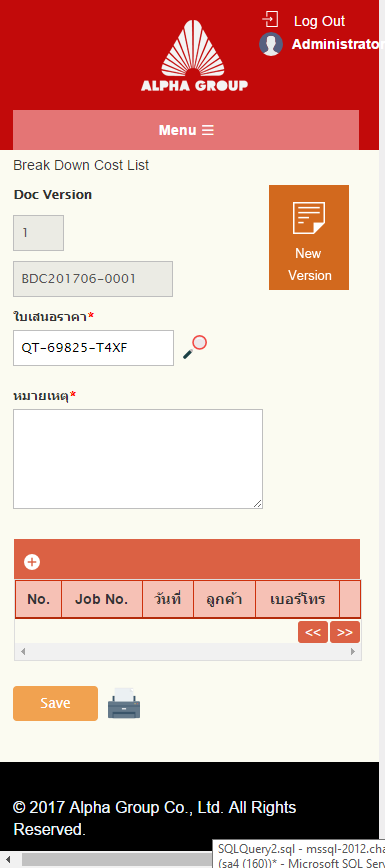 Log Out
Administrator
ALPHA GROUP
Menu ☰
Break Down Cost List
Doc Version
1
New
Version
BDC201706-0001
ใบเสนอราคา*
QT-69825-T4XF
หมายเหตุ*
No. Job No. วันที่ ลูกค้า เบอร์โทร
<< >>
Save
© 2017 Alpha Group Co., Ltd. All Rights
Reserved.
SQLQuery2.sql - mssql-2012.cha
(sa4 (160))* - Microsoft SQL Serv